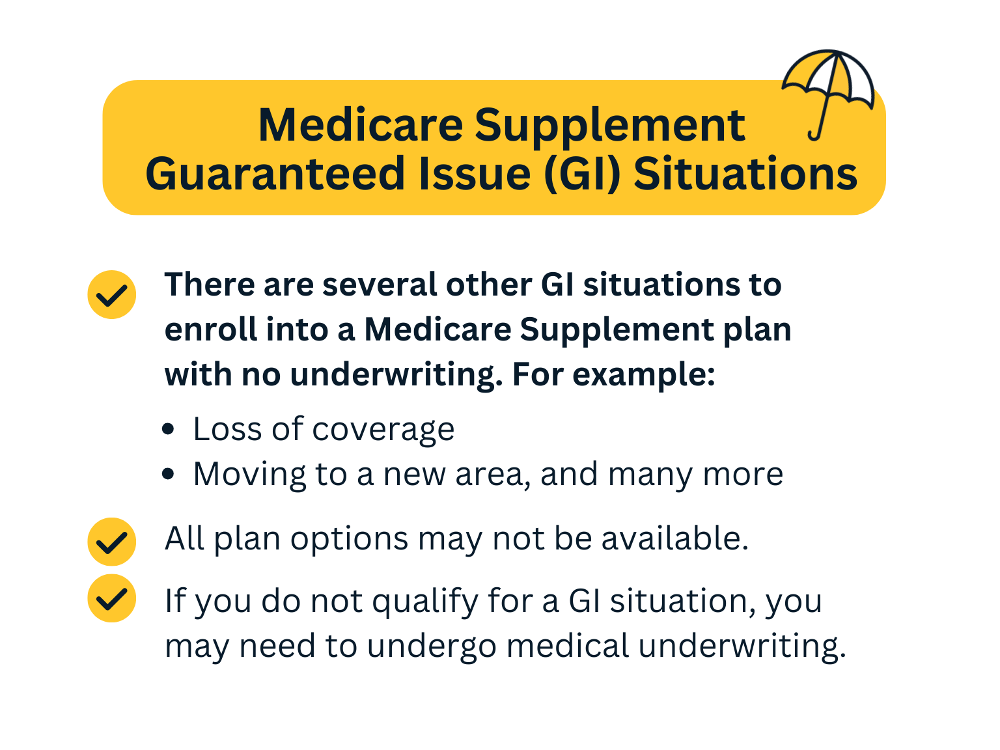 Medicare Supplement
Guaranteed Issue (GI) Situations
There are several other GI situations to
enroll into a Medicare Supplement plan
with no underwriting. For example:
• Loss of coverage
• Moving to a new area, and many more
All plan options may not be available.
If you do not qualify for a GI situation, you
may need to undergo medical underwriting.